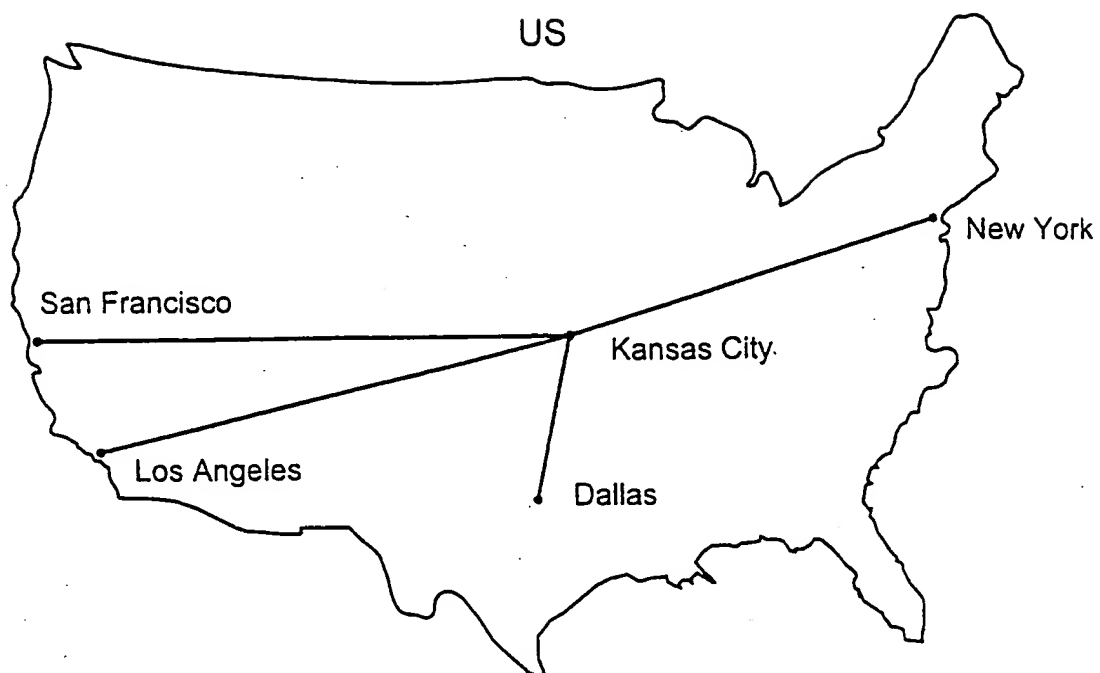 US
New York
San Francisco
Kansas City
Los Angeles
Dallas